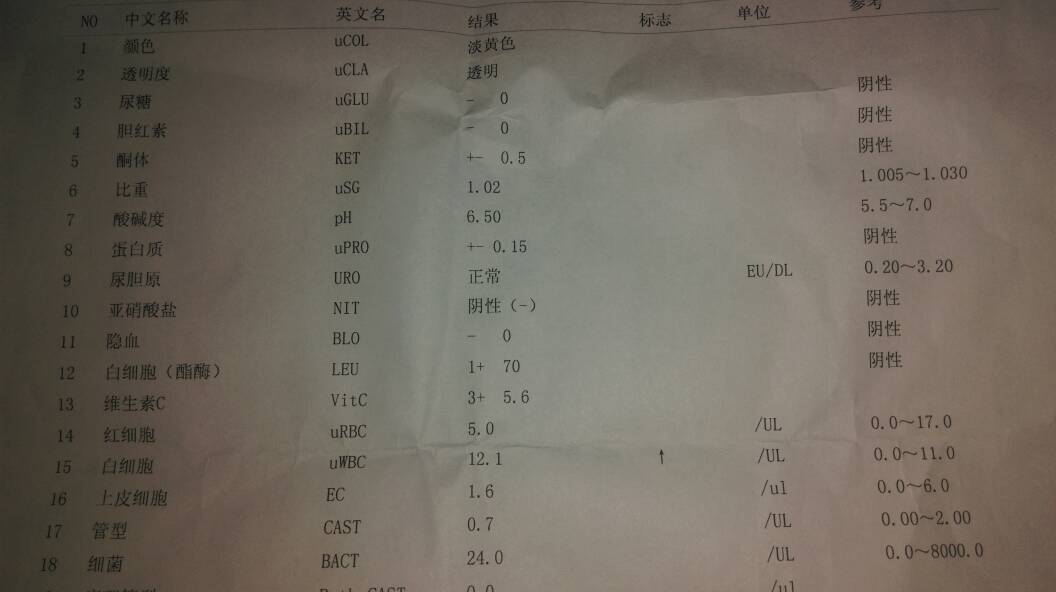 NO 中文名称 英文名 结果 标志 单位 参考
1 颜色 uCOL 淡黄色
2 透明度 uCLA 透明
3 尿糖 uGLU - 0 阴性
4 胆红素 uBIL - 0 阴性
5 酮体 KET +- 0.5 阴性
6 比重 uSG 1.02 1.005～1.030
7 酸碱度 pH 6.50 5.5～7.0
8 蛋白质 uPRO +- 0.15 阴性
9 尿胆原 URO 正常 EU/DL 0.20～3.20
10 亚硝酸盐 NIT 阴性（-） 阴性
11 隐血 BLO - 0 阴性
12 白细胞（酯酶） LEU 1+ 70 阴性
13 维生素C VitC 3+ 5.6
14 红细胞 uRBC 5.0 /UL 0.0～17.0
15 白细胞 uWBC 12.1 ↑ /UL 0.0～11.0
16 上皮细胞 EC 1.6 /ul 0.0～6.0
17 管型 CAST 0.7 /UL 0.00～2.00
18 细菌 BACT 24.0 /UL 0.0～8000.0
CAST 0.0 /ul